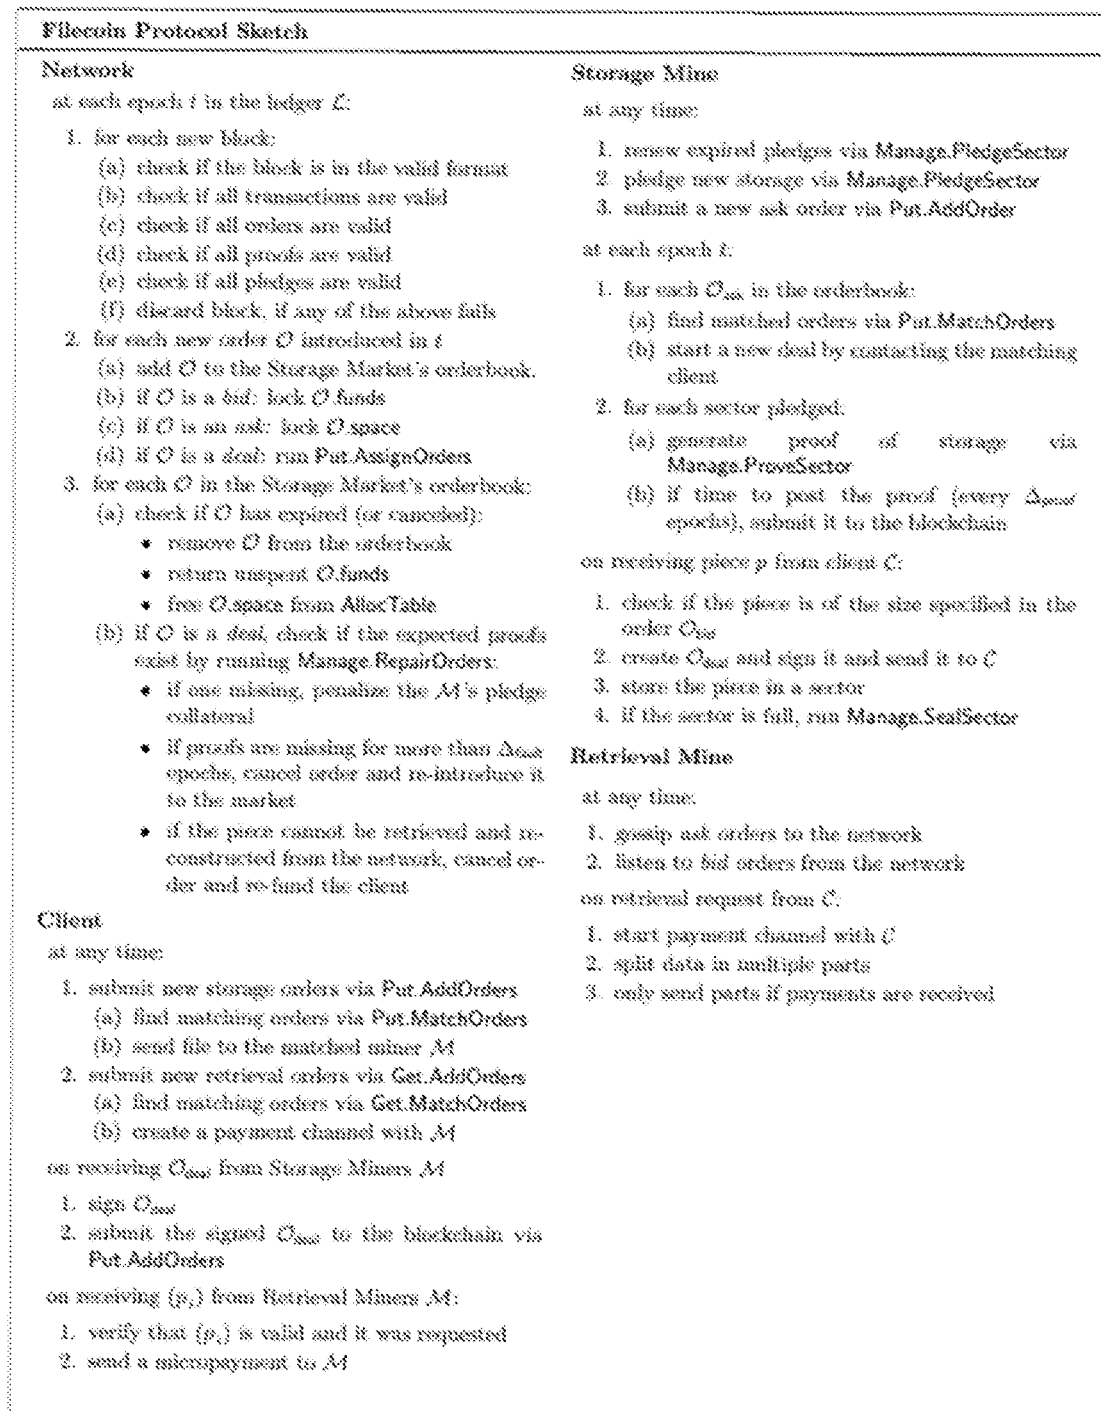 Filecoin Protocol Sketch
Network
at each epoch t in the ledger ℒ:
1. for each new block:
(a) check if the block is in the valid format
(b) check if all transactions are valid
(c) check if all orders are valid
(d) check if all proofs are valid
(e) check if all pledges are valid
(f) discard block, if any of the above fails
2. for each new order 𝒪 introduced in t
(a) add 𝒪 to the Storage Market's orderbook.
(b) if 𝒪 is a bid: lock 𝒪.funds
(c) if 𝒪 is an ask: lock 𝒪.space
(d) if 𝒪 is a deal: run Put.AssignOrders
3. for each 𝒪 in the Storage Market's orderbook:
(a) check if 𝒪 has expired (or canceled):
• remove 𝒪 from the orderbook
• return unspent 𝒪.funds
• free 𝒪.space from AllocTable
(b) if 𝒪 is a deal, check if the expected proofs
exist by running Manage.RepairOrders:
• if one missing, penalize the ℳ's pledge
collateral
• if proofs are missing for more than Δfault
epochs, cancel order and re-introduce it
to the market
• if the piece cannot be retrieved and re-
constructed from the network, cancel or-
der and re-fund the client
Client
at any time:
1. submit new storage orders via Put.AddOrders
(a) find matching orders via Put.MatchOrders
(b) send file to the matched miner ℳ
2. submit new retrieval orders via Get.AddOrders
(a) find matching orders via Get.MatchOrders
(b) create a payment channel with ℳ
on receiving 𝒪deal from Storage Miners ℳ
1. sign 𝒪deal
2. submit the signed 𝒪deal to the blockchain via
Put.AddOrders
on receiving (pᵢ) from Retrieval Miners ℳ:
1. verify that (pᵢ) is valid and it was requested
2. send a micropayment to ℳ
Storage Mine
at any time:
1. renew expired pledges via Manage.PledgeSector
2. pledge new storage via Manage.PledgeSector
3. submit a new ask order via Put.AddOrder
at each epoch t:
1. for each 𝒪ask in the orderbook:
(a) find matched orders via Put.MatchOrders
(b) start a new deal by contacting the matching
client
2. for each sector pledged:
(a) generate proof of storage via
Manage.ProveSector
(b) if time to post the proof (every Δproof
epochs), submit it to the blockchain
on receiving piece p from client 𝒞:
1. check if the piece is of the size specified in the
order 𝒪bid
2. create 𝒪deal and sign it and send it to 𝒞
3. store the piece in a sector
4. if the sector is full, run Manage.SealSector
Retrieval Mine
at any time:
1. gossip ask orders to the network
2. listen to bid orders from the network
on retrieval request from 𝒞:
1. start payment channel with 𝒞
2. split data in multiple parts
3. only send parts if payments are received